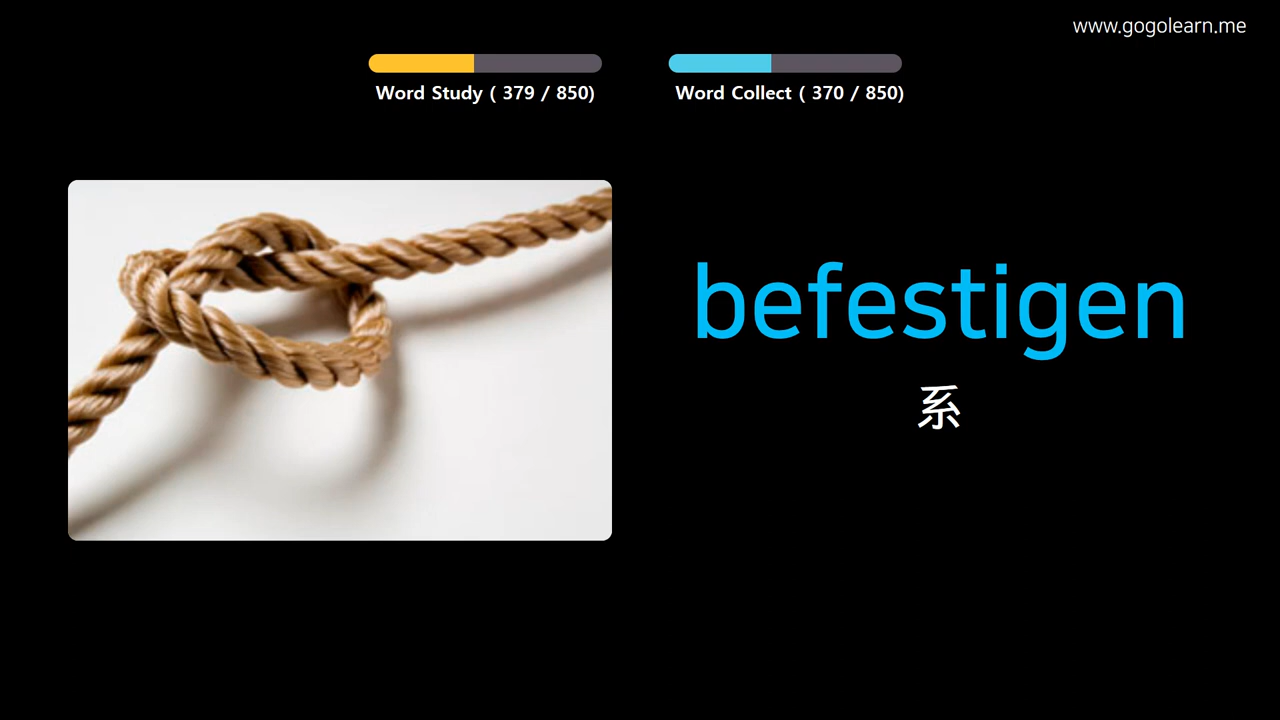 www.gogolearn.me
Word Study ( 379 / 850)
Word Collect ( 370 / 850)
befestigen
系